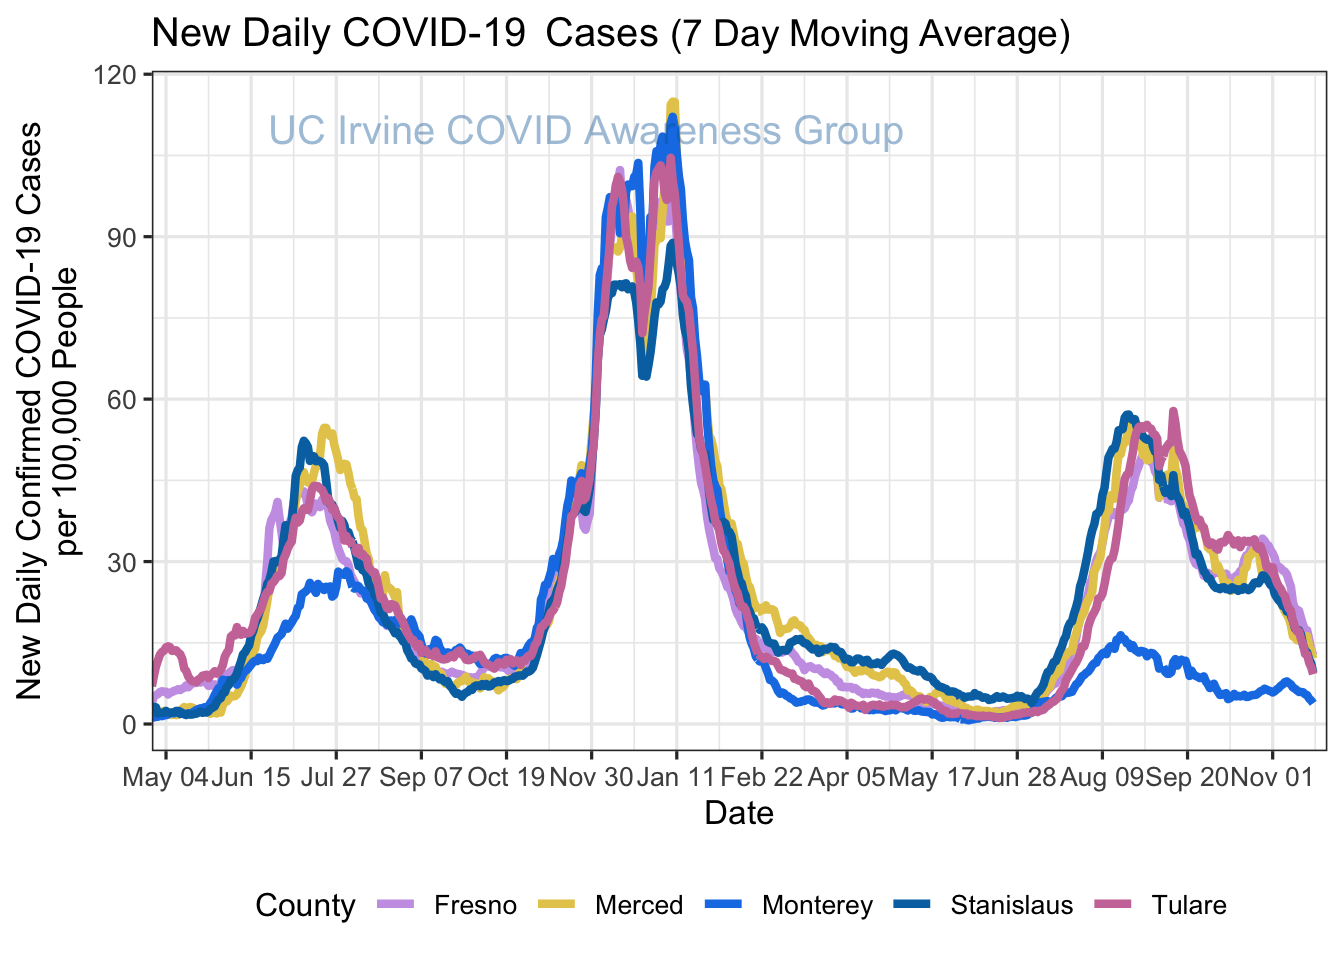 New Daily COVID-19  Cases (7 Day Moving Average)
UC Irvine COVID Awareness Group
New Daily Confirmed COVID-19 Cases
per 100,000 People
120
90
60
30
0
May 04 Jun 15 Jul 27 Sep 07 Oct 19 Nov 30 Jan 11 Feb 22 Apr 05 May 17 Jun 28 Aug 09 Sep 20 Nov 01
Date
County Fresno Merced Monterey Stanislaus Tulare